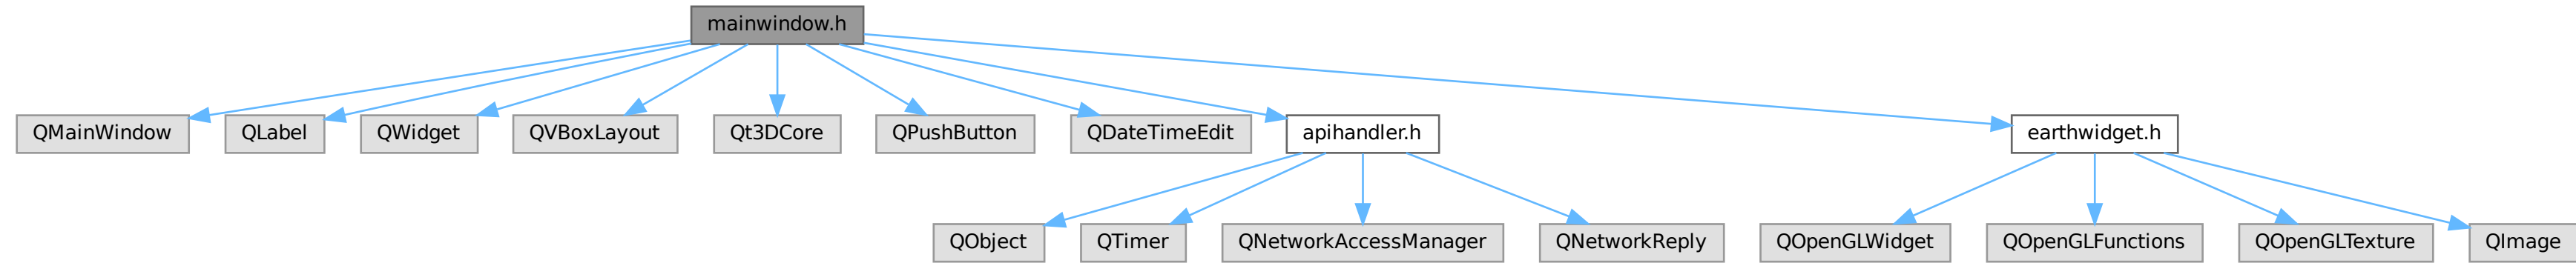 mainwindow.h
QMainWindow
QLabel
QWidget
QVBoxLayout
Qt3DCore
QPushButton
QDateTimeEdit
apihandler.h
earthwidget.h
QObject
QTimer
QNetworkAccessManager
QNetworkReply
QOpenGLWidget
QOpenGLFunctions
QOpenGLTexture
QImage